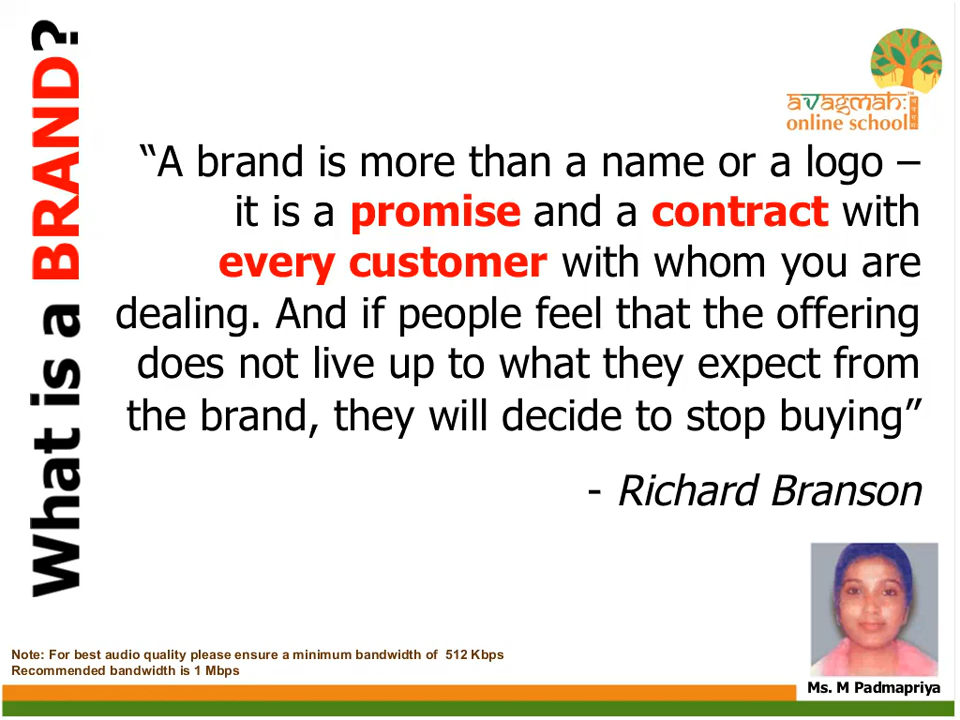 What is a BRAND?
avagmah:
online school
“A brand is more than a name or a logo –
it is a promise and a contract with
every customer with whom you are
dealing. And if people feel that the offering
does not live up to what they expect from
the brand, they will decide to stop buying”
- Richard Branson
Note: For best audio quality please ensure a minimum bandwidth of 512 Kbps
Recommended bandwidth is 1 Mbps
Ms. M Padmapriya